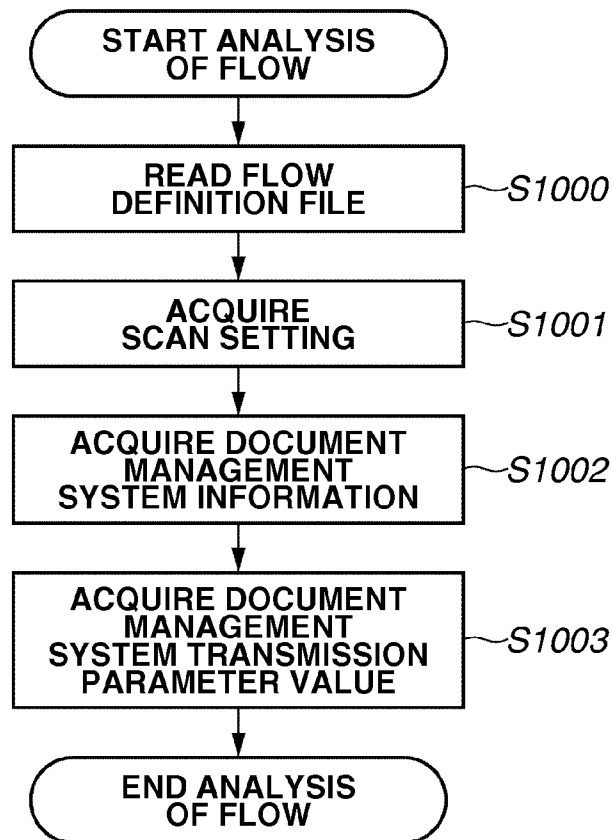 START ANALYSIS
OF FLOW
READ FLOW
DEFINITION FILE
S1000
ACQUIRE
SCAN SETTING
S1001
ACQUIRE DOCUMENT
MANAGEMENT
SYSTEM INFORMATION
S1002
ACQUIRE DOCUMENT
MANAGEMENT
SYSTEM TRANSMISSION
PARAMETER VALUE
S1003
END ANALYSIS
OF FLOW